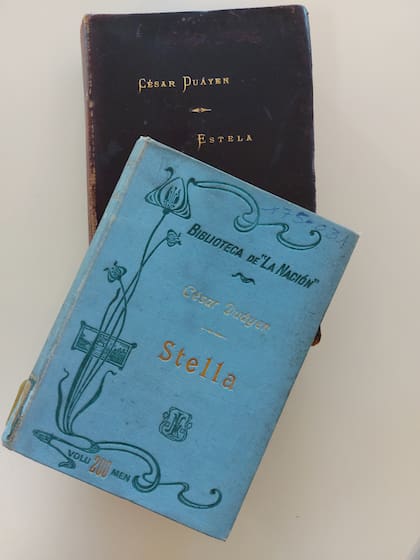 CÉSAR DUÁYEN
ESTELA
BIBLIOTECA DE "LA NACIÓN"
César Duáyen
Stella
VOLU 200 MEN